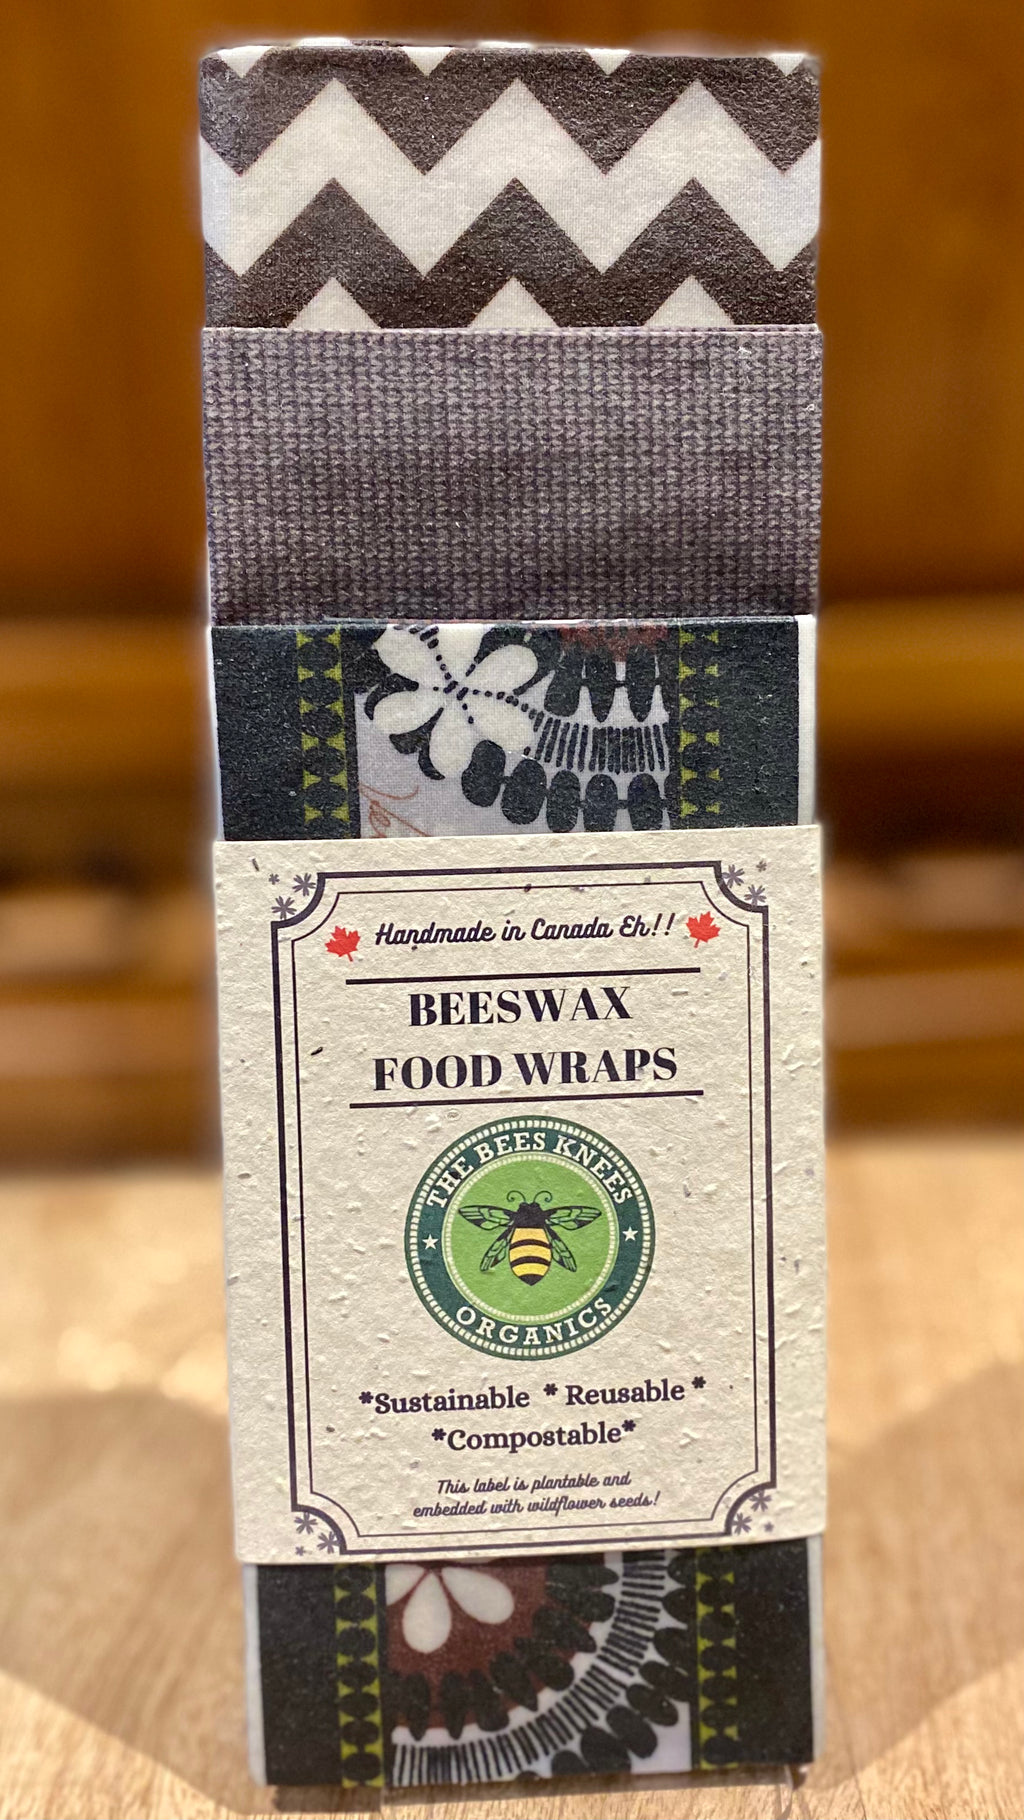 Handmade in Canada Eh!!
BEESWAX
FOOD WRAPS
THE BEES KNEES
ORGANICS
*Sustainable * Reusable *
*Compostable*
This label is plantable and
embedded with wildflower seeds!